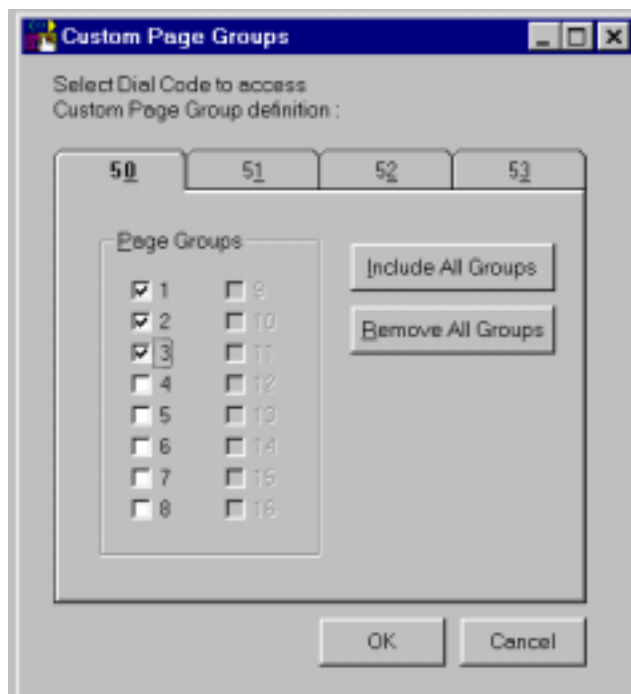 Custom Page Groups
Select Dial Code to access
Custom Page Group definition :
50 51 52 53
Page Groups
1 9
2 10
3 11
4 12
5 13
6 14
7 15
8 16
Include All Groups
Remove All Groups
OK Cancel